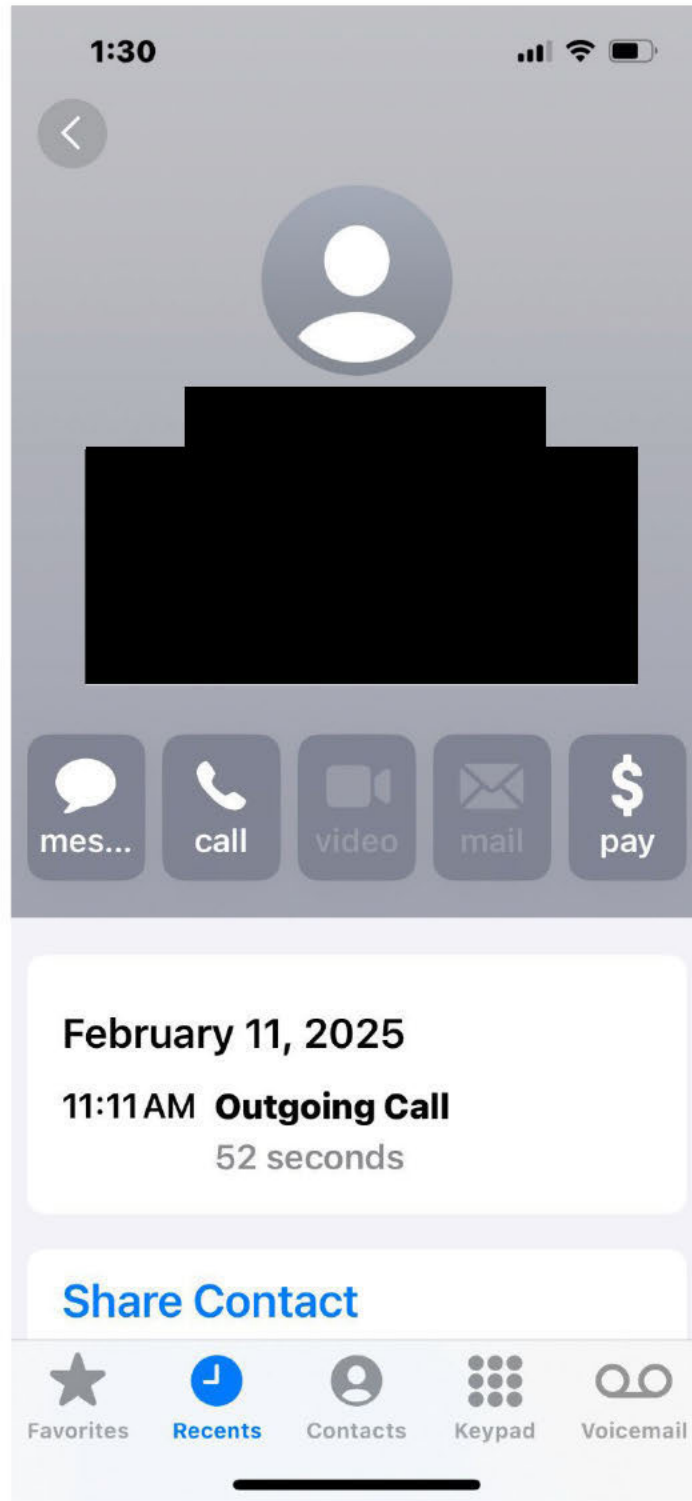 1:30
mes... call video mail pay
February 11, 2025
11:11 AM Outgoing Call
52 seconds
Share Contact
Favorites Recents Contacts Keypad Voicemail